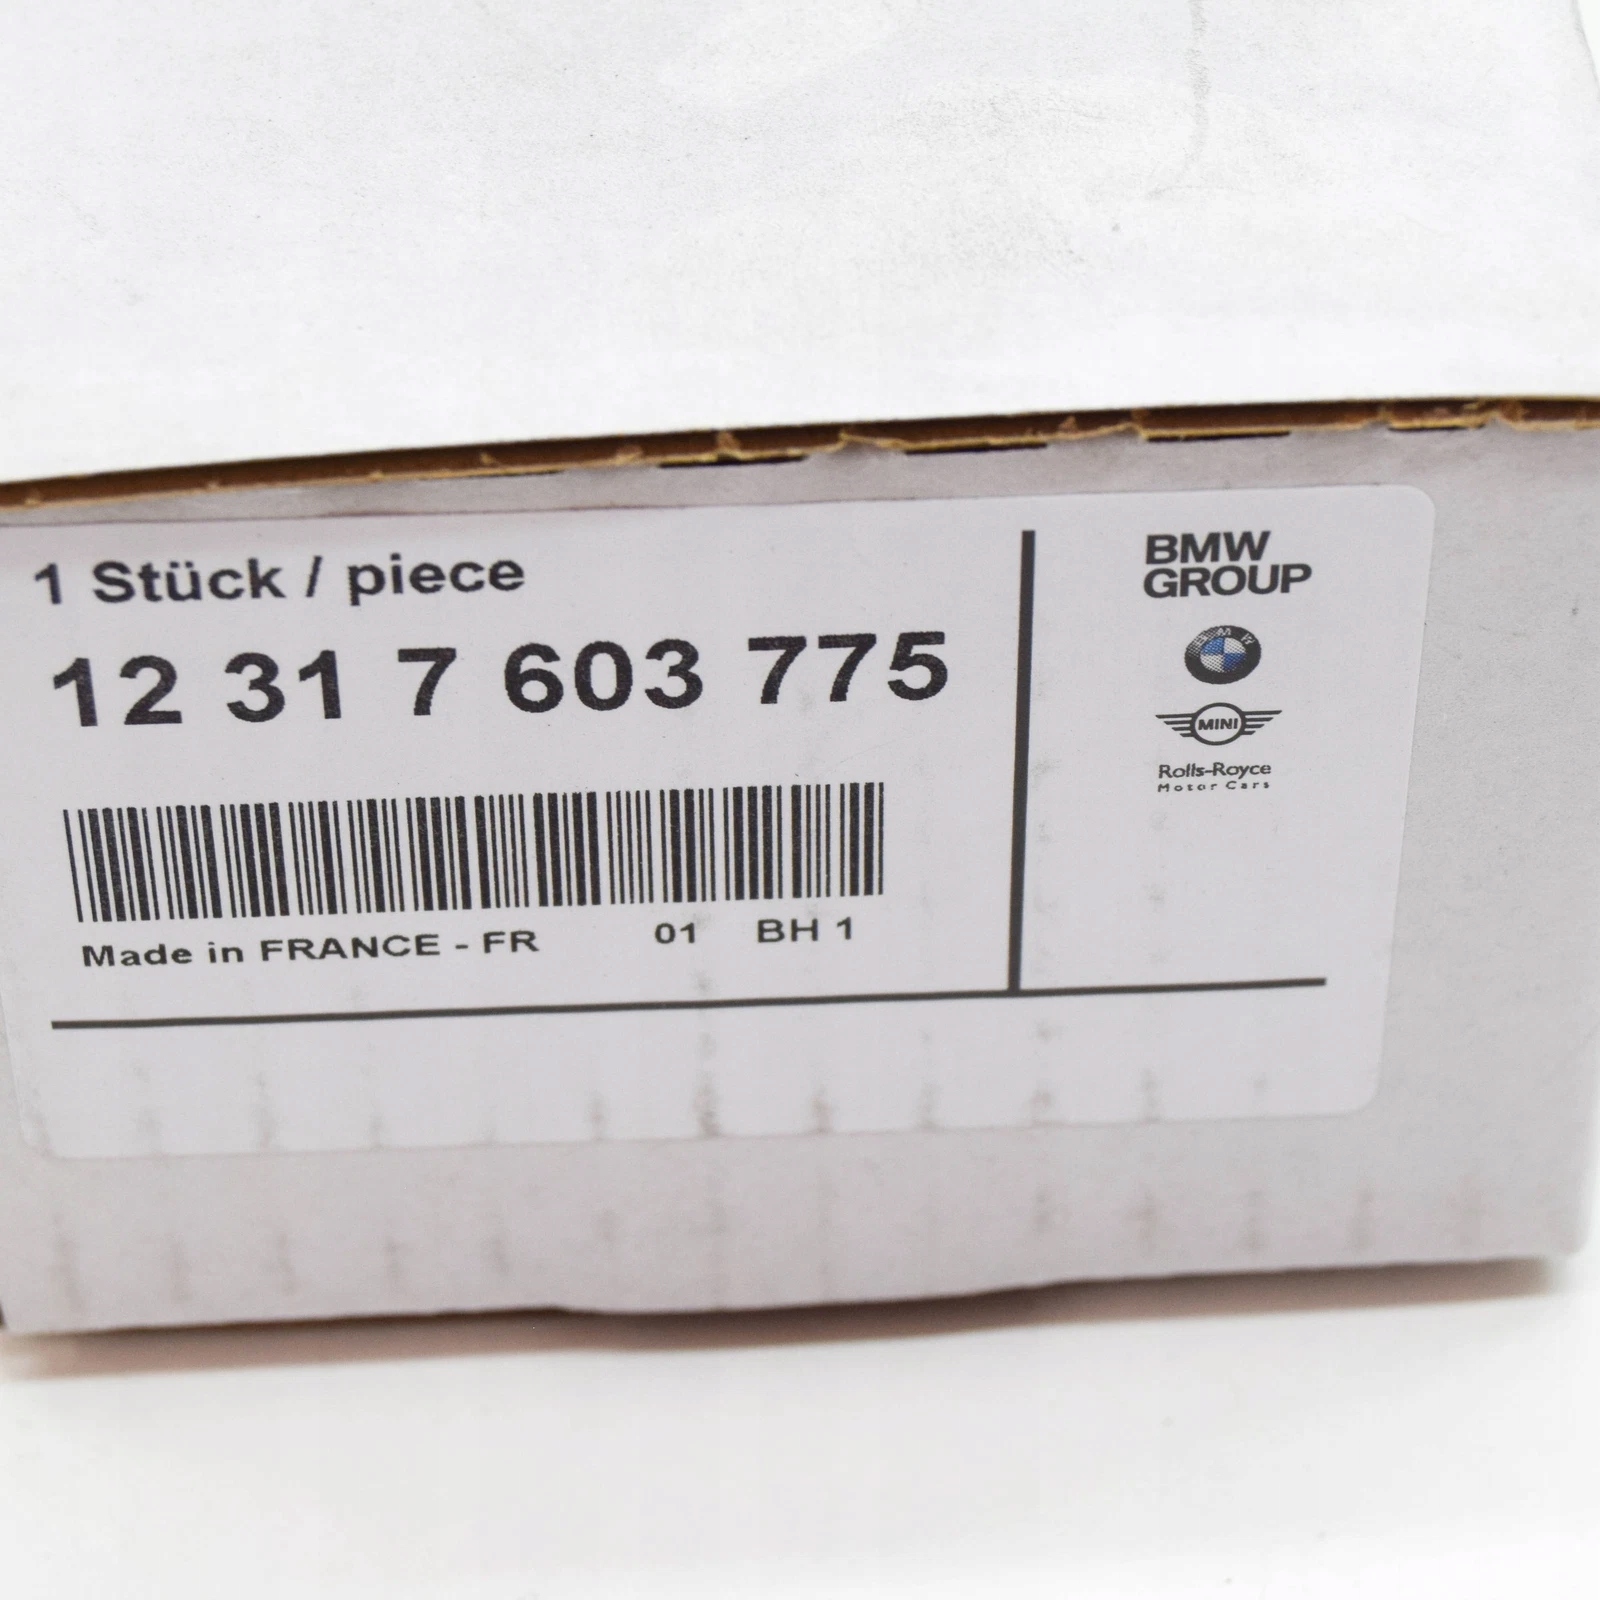 1 Stück / piece
12 31 7 603 775
Made in FRANCE - FR 01 BH 1
BMW
GROUP
BMW
MINI
Rolls-Royce
Motor Cars